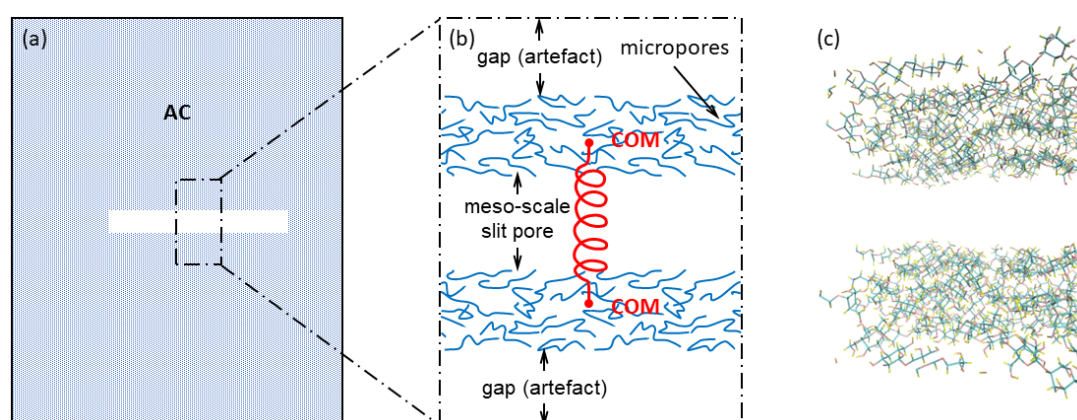 (a)
AC
(b)
gap (artefact)
micropores
COM
meso-scale
slit pore
COM
gap (artefact)
(c)